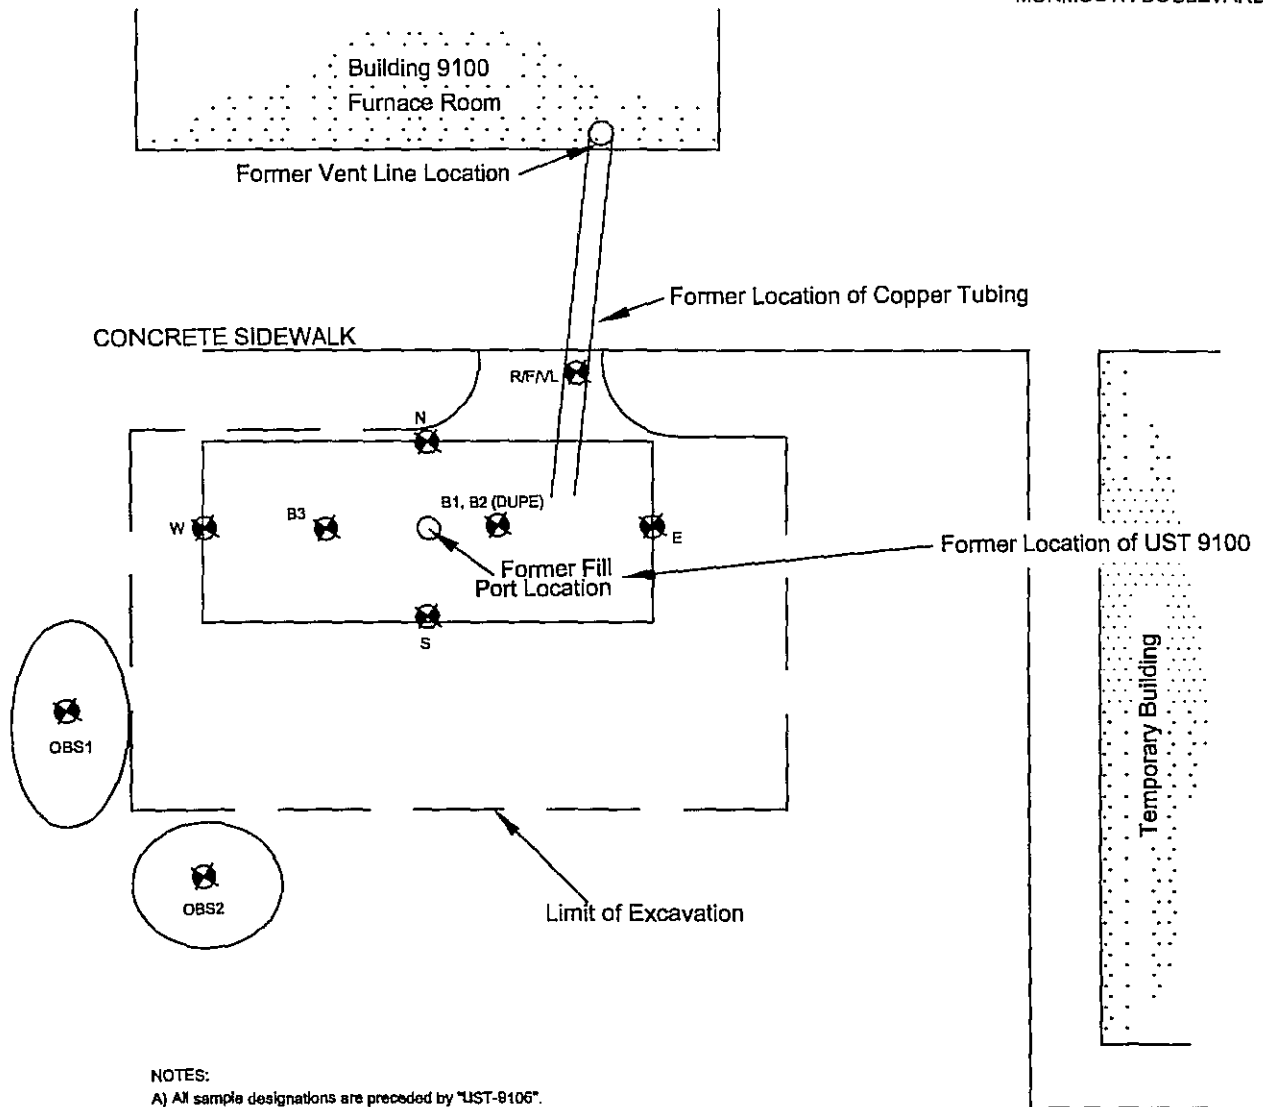 Building 9100
Furnace Room
Former Vent Line Location
Former Location of Copper Tubing
CONCRETE SIDEWALK
R/F/VL
N
B1, B2 (DUPE)
B3
W
E
Former Location of UST 9100
Former Fill
Port Location
S
Temporary Building
OBS1
OBS2
Limit of Excavation
NOTES:
A) All sample designations are preceded by "UST-9106".